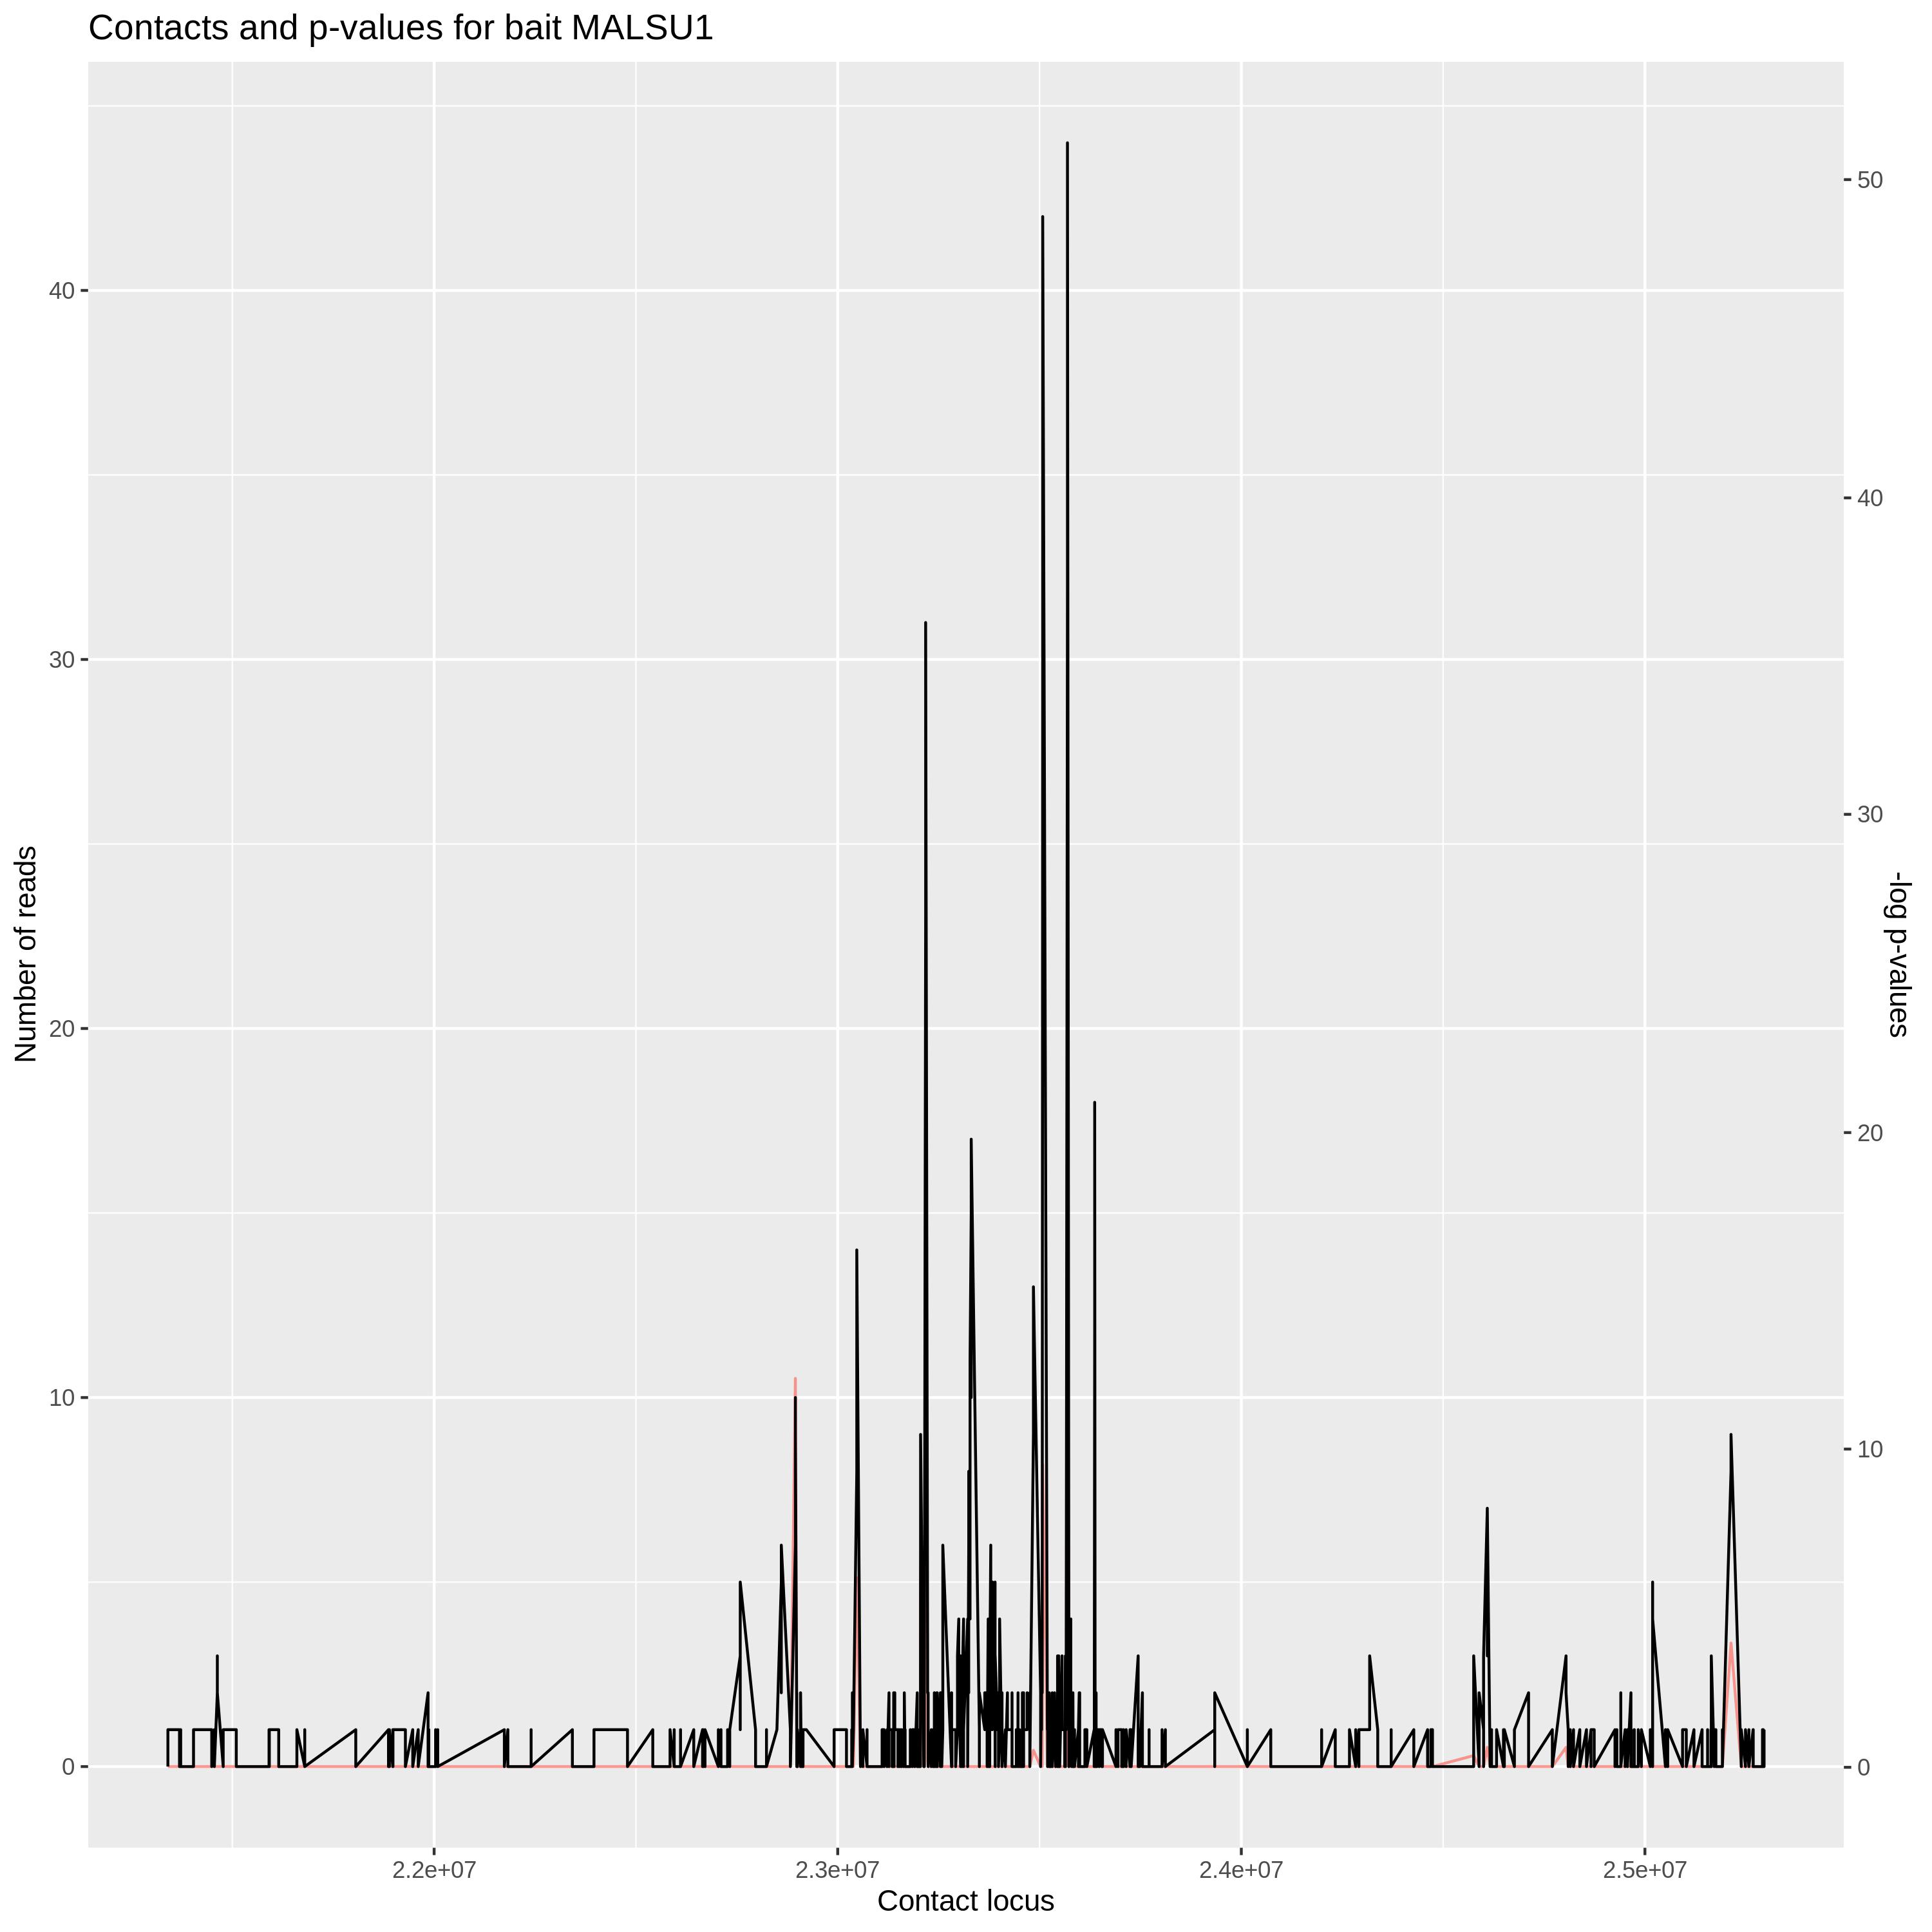 Contacts and p-values for bait MALSU1
Number of reads
40
30
20
10
0
50
40
30
20
10
0
-log p-values
2.2e+07
2.3e+07
2.4e+07
2.5e+07
Contact locus